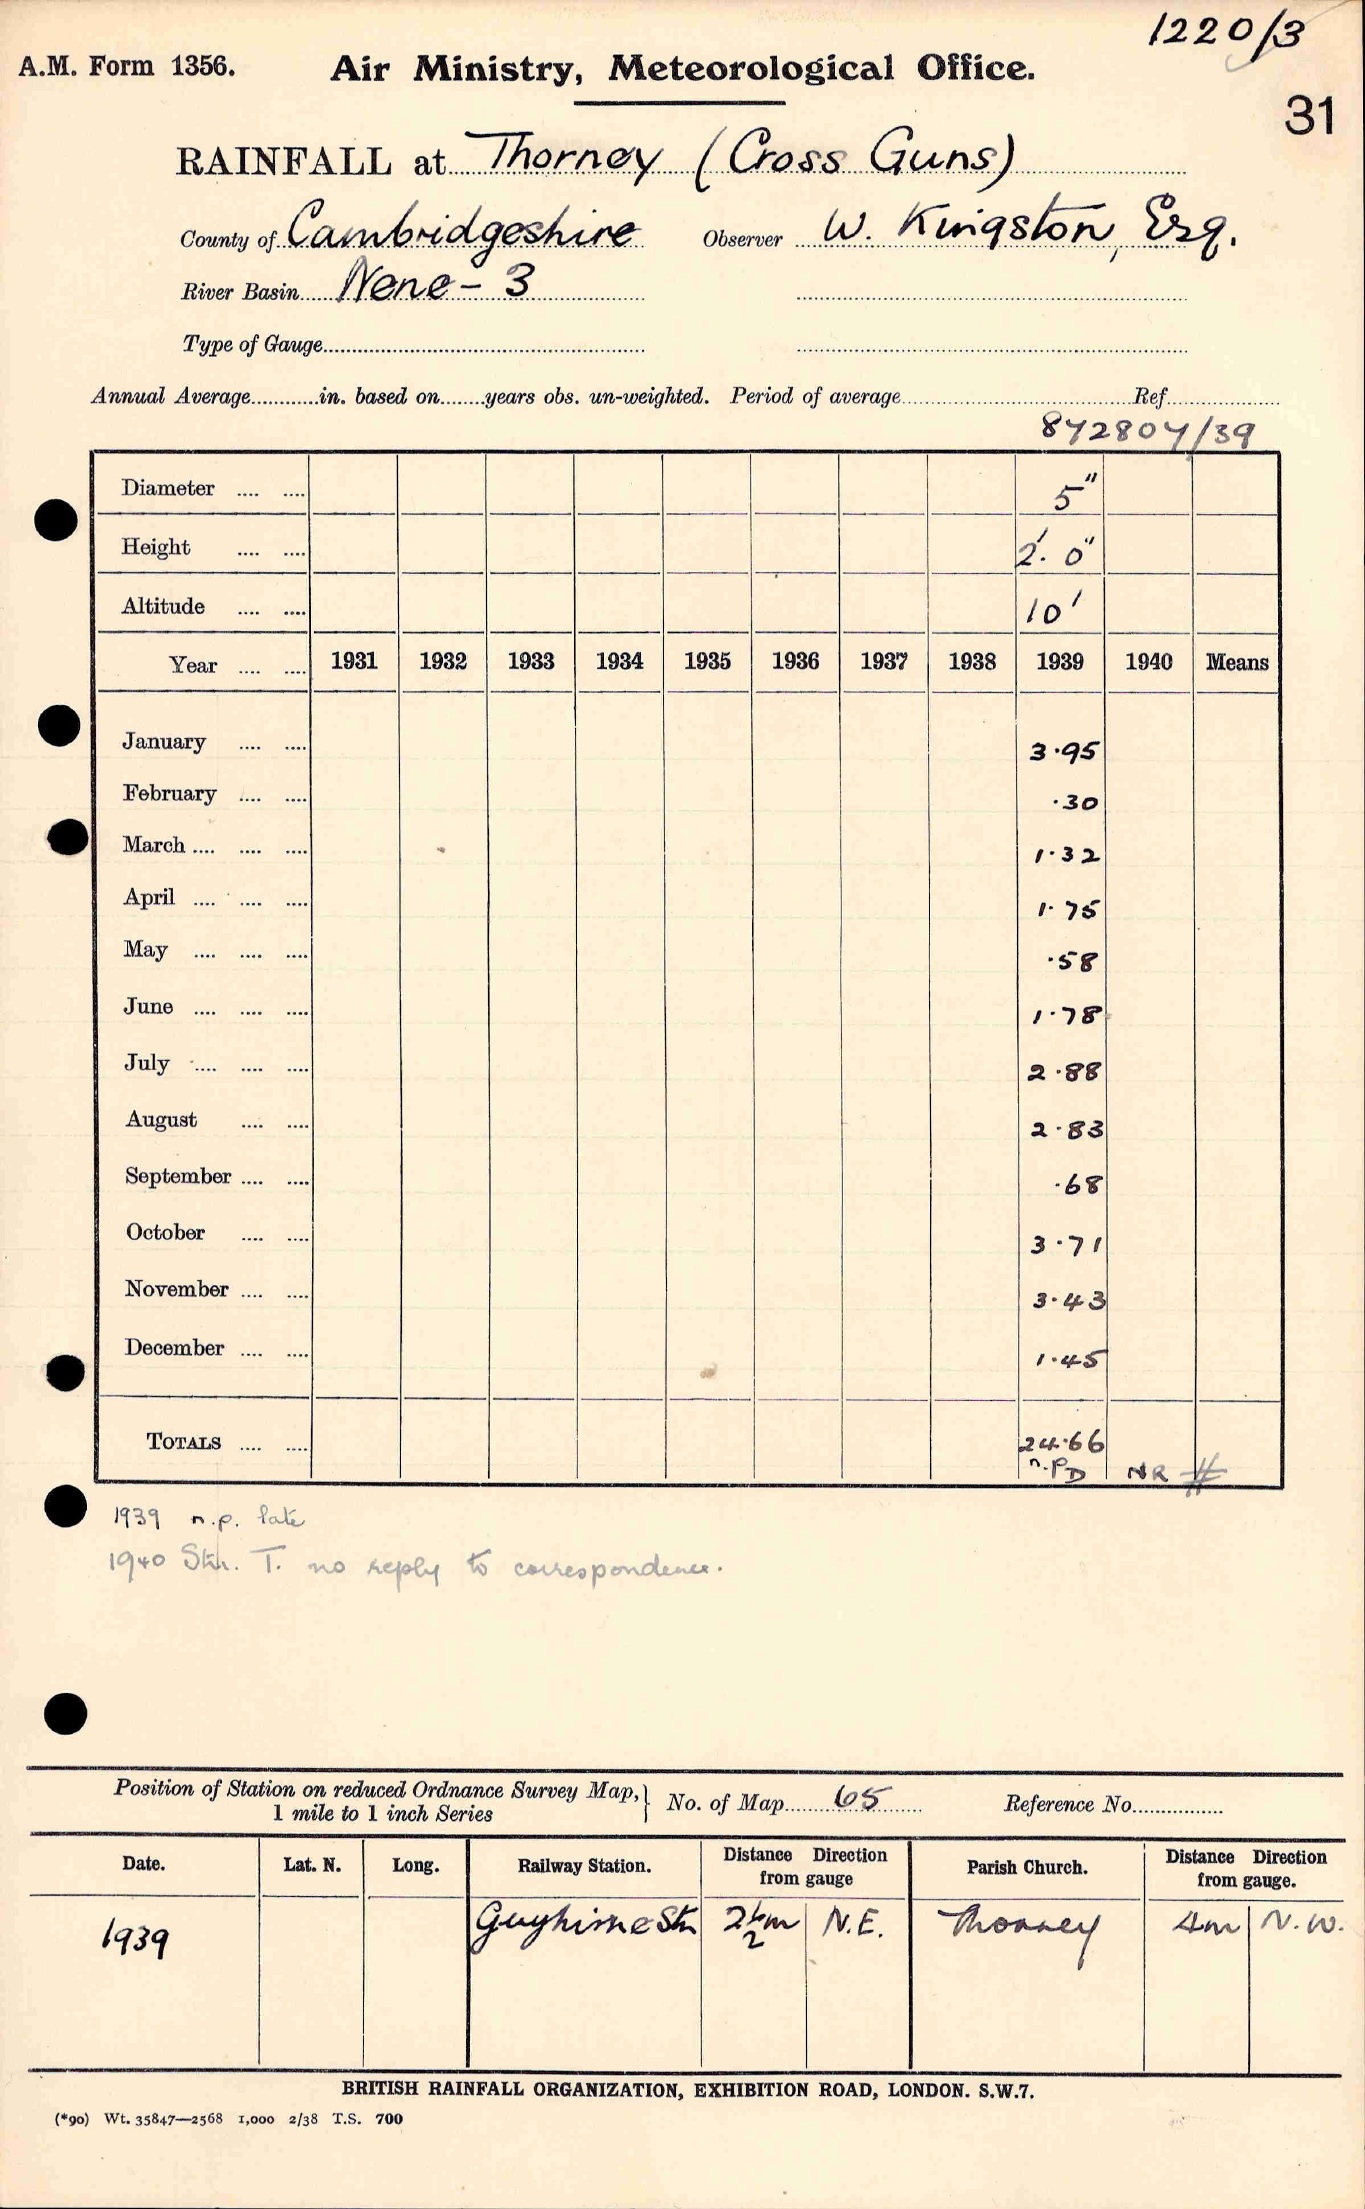 1220/3
A.M. Form 1356. Air Ministry, Meteorological Office.
31
RAINFALL at Thorney (Cross Guns)
County of Cambridgeshire Observer W. Kingston, Esq.
River Basin Nene - 3
Type of Gauge
Annual Average in. based on years obs. un-weighted. Period of average Ref
872807/39
Diameter 5"
Height 2'. 0"
Altitude 10'
Year 1931 1932 1933 1934 1935 1936 1937 1938 1939 1940 Means
January 3.95
February .30
March 1.32
April 1.75
May .58
June 1.78
July 2.88
August 2.83
September .68
October 3.71
November 3.43
December 1.45
TOTALS 24.66
n.p D NR #
1939 n.p. late
1940 Stn. T. no reply to correspondence.
Position of Station on reduced Ordnance Survey Map, } No. of Map 65 Reference No.
1 mile to 1 inch Series
Date. Lat. N. Long. Railway Station. Distance Direction from gauge Parish Church. Distance Direction from gauge.
1939 Guyhirne Stn 2½m N.E. Thorney 4m N.W.
BRITISH RAINFALL ORGANIZATION, EXHIBITION ROAD, LONDON. S.W.7.
(*90) Wt. 35847—2568 1,000 2/38 T.S. 700